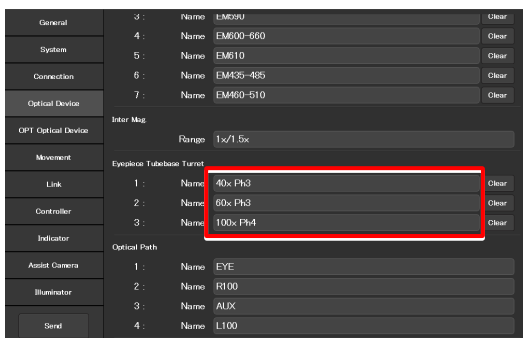 General
System
Connection
Optical Device
OPT Optical Device
Movement
Link
Controller
Indicator
Assist Camera
Illuminator
Send
3 : Name EM590 Clear
4 : Name EM600-660 Clear
5 : Name EM610 Clear
6 : Name EM435-485 Clear
7 : Name EM460-510 Clear
Inter Mag.
Range 1x/1.5x
Eyepiece Tubebase Turret
1 : Name 40x Ph3 Clear
2 : Name 60x Ph3 Clear
3 : Name 100x Ph4 Clear
Optical Path
1 : Name EYE
2 : Name R100
3 : Name AUX
4 : Name L100